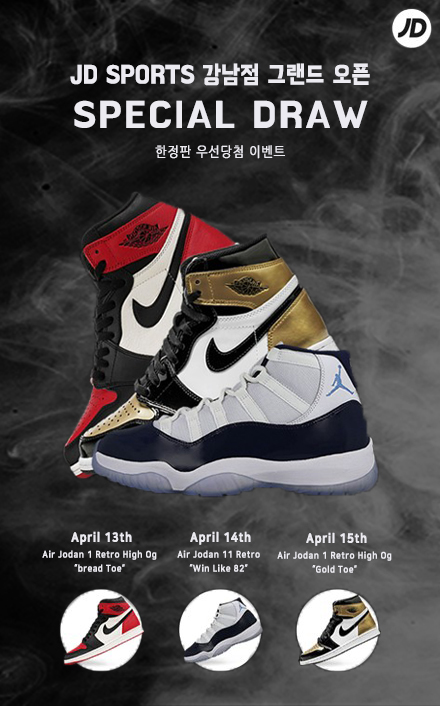 JD
JD SPORTS 강남점 그랜드 오픈
SPECIAL DRAW
한정판 우선당첨 이벤트
April 13th
Air Jodan 1 Retro High Og
"bread Toe"
April 14th
Air Jodan 11 Retro
"Win Like 82"
April 15th
Air Jodan 1 Retro High Og
"Gold Toe"